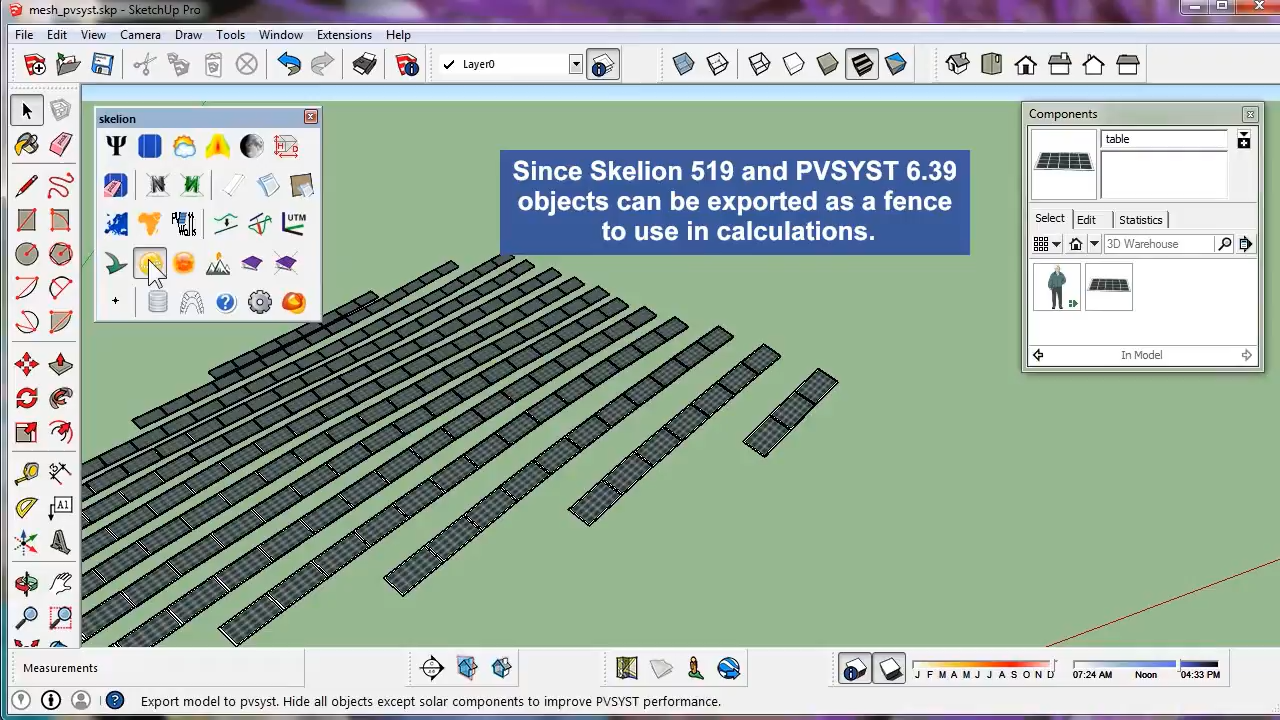 mesh_pvsyst.skp - SketchUp Pro
File Edit View Camera Draw Tools Window Extensions Help
Layer0
skelion
Since Skelion 519 and PVSYST 6.39
objects can be exported as a fence
to use in calculations.
Components
table
Select Edit Statistics
3D Warehouse
In Model
UTM
A1
Measurements
J F M A M J J A S O N D
07:24 AM Noon 04:33 PM
Export model to pvsyst. Hide all objects except solar components to improve PVSYST performance.